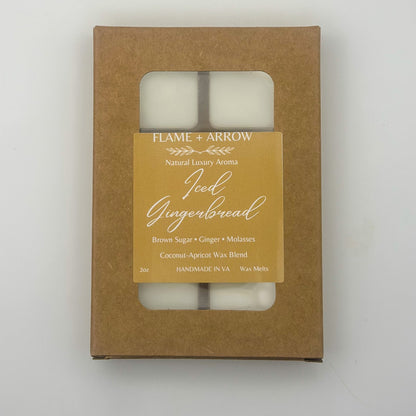 FLAME + ARROW
Natural Luxury Aroma
Iced
Gingerbread
Brown Sugar • Ginger • Molasses
Coconut-Apricot Wax Blend
2oz HANDMADE IN VA Wax Melts